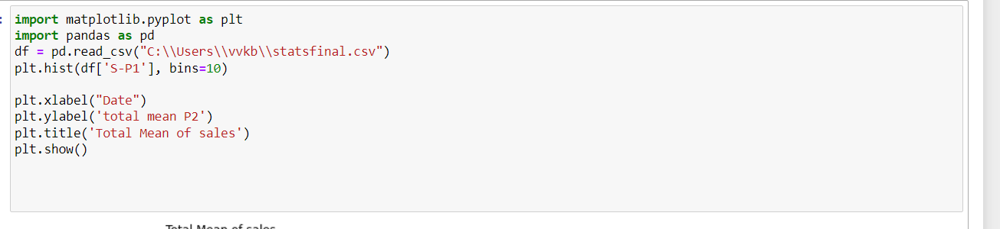 import matplotlib.pyplot as plt
import pandas as pd
df = pd.read_csv("C:\\Users\\vvkb\\statsfinal.csv")
plt.hist(df['S-P1'], bins=10)
plt.xlabel("Date")
plt.ylabel('total mean P2')
plt.title('Total Mean of sales')
plt.show()
Total Mean of sales